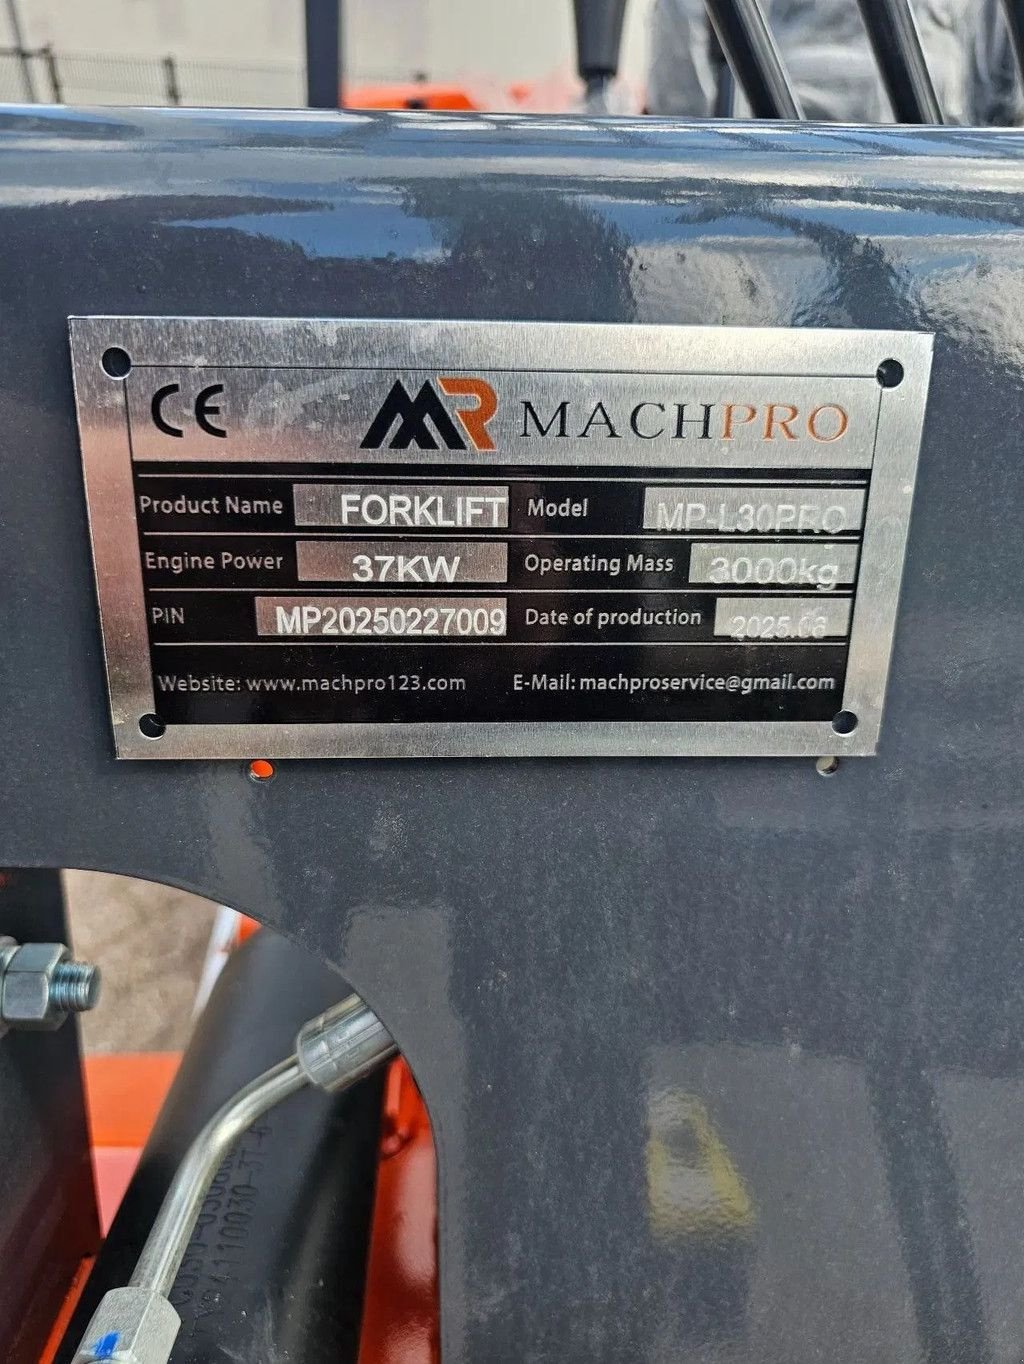 CE MR MACHPRO
Product Name FORKLIFT Model MP-L30PRO
Engine Power 37KW Operating Mass 3000kg
PIN MP20250227009 Date of production 2025.06
Website: www.machpro123.com E-Mail: machproservice@gmail.com